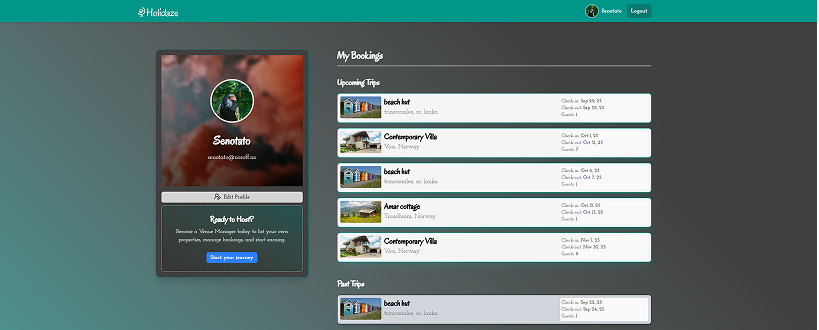 Holidaze
Senotato
Logout
Senotato
senotato@noroff.no
Edit Profile
Ready to Host?
Become a Venue Manager today to list your own
properties, manage bookings, and start earning.
Start your journey
My Bookings
Upcoming Trips
beach hut
trincomalee, sri lanka
Check-in: Sep 29, 25
Check-out: Sep 30, 25
Guests: 1
Contemporary Villa
Voss, Norway
Check-in: Oct 1, 25
Check-out: Oct 31, 25
Guests: 7
beach hut
trincomalee, sri lanka
Check-in: Oct 6, 25
Check-out: Oct 7, 25
Guests: 1
Amar cottage
Trondheim, Norway
Check-in: Oct 13, 25
Check-out: Oct 15, 25
Guests: 1
Contemporary Villa
Voss, Norway
Check-in: Nov 1, 25
Check-out: Nov 30, 25
Guests: 8
Past Trips
beach hut
trincomalee, sri lanka
Check-in: Sep 22, 25
Check-out: Sep 24, 25
Guests: 1